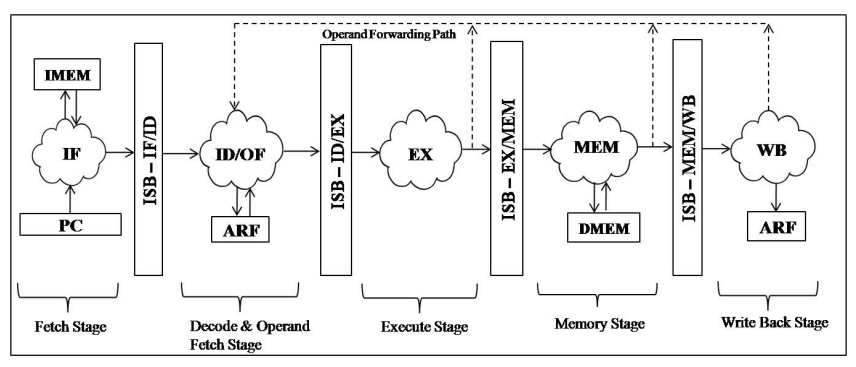 Operand Forwarding Path
IMEM
IF
PC
ISB – IF/ID
ID/OF
ARF
ISB – ID/EX
EX
ISB – EX/MEM
MEM
DMEM
ISB – MEM/WB
WB
ARF
Fetch Stage
Decode & Operand
Fetch Stage
Execute Stage
Memory Stage
Write Back Stage